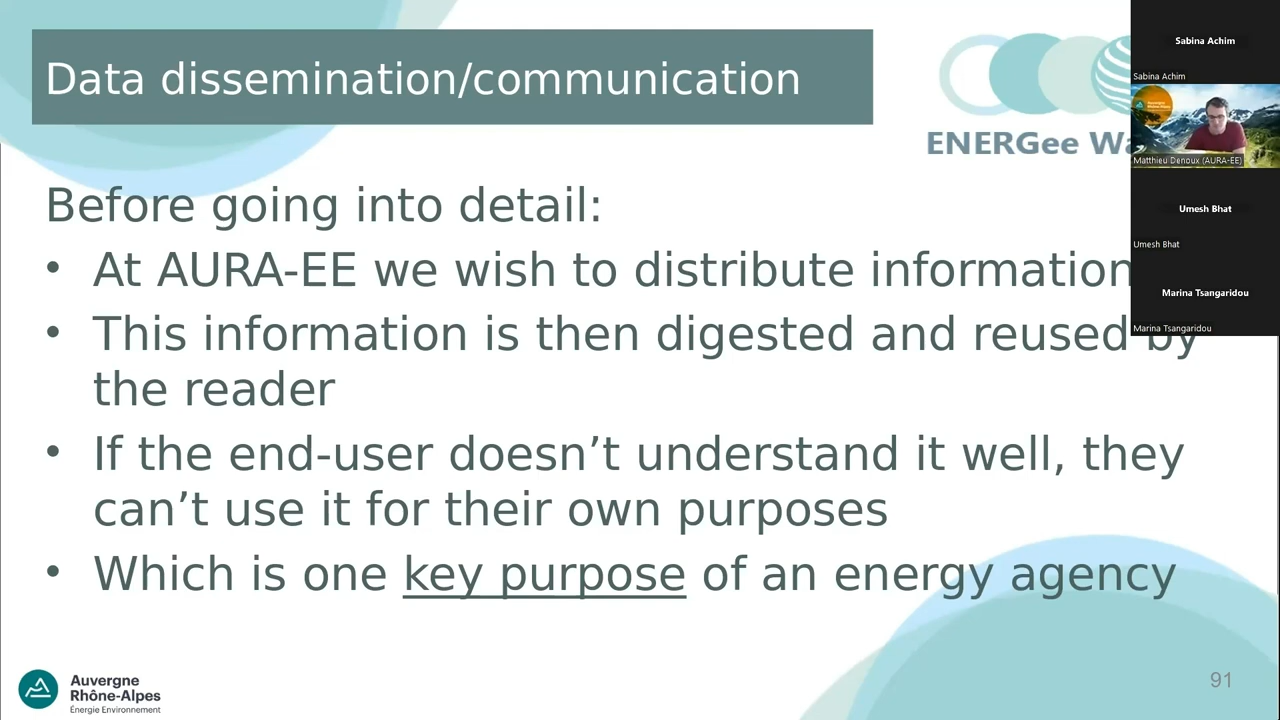 Data dissemination/communication
ENERGee Wa
Sabina Achim
Sabina Achim
Matthieu Denoux (AURA-EE)
Umesh Bhat
Umesh Bhat
Marina Tsangaridou
Marina Tsangaridou
Before going into detail:
• At AURA-EE we wish to distribute information
• This information is then digested and reused by
the reader
• If the end-user doesn’t understand it well, they
can’t use it for their own purposes
• Which is one key purpose of an energy agency
Auvergne
Rhône-Alpes
Énergie Environnement
91